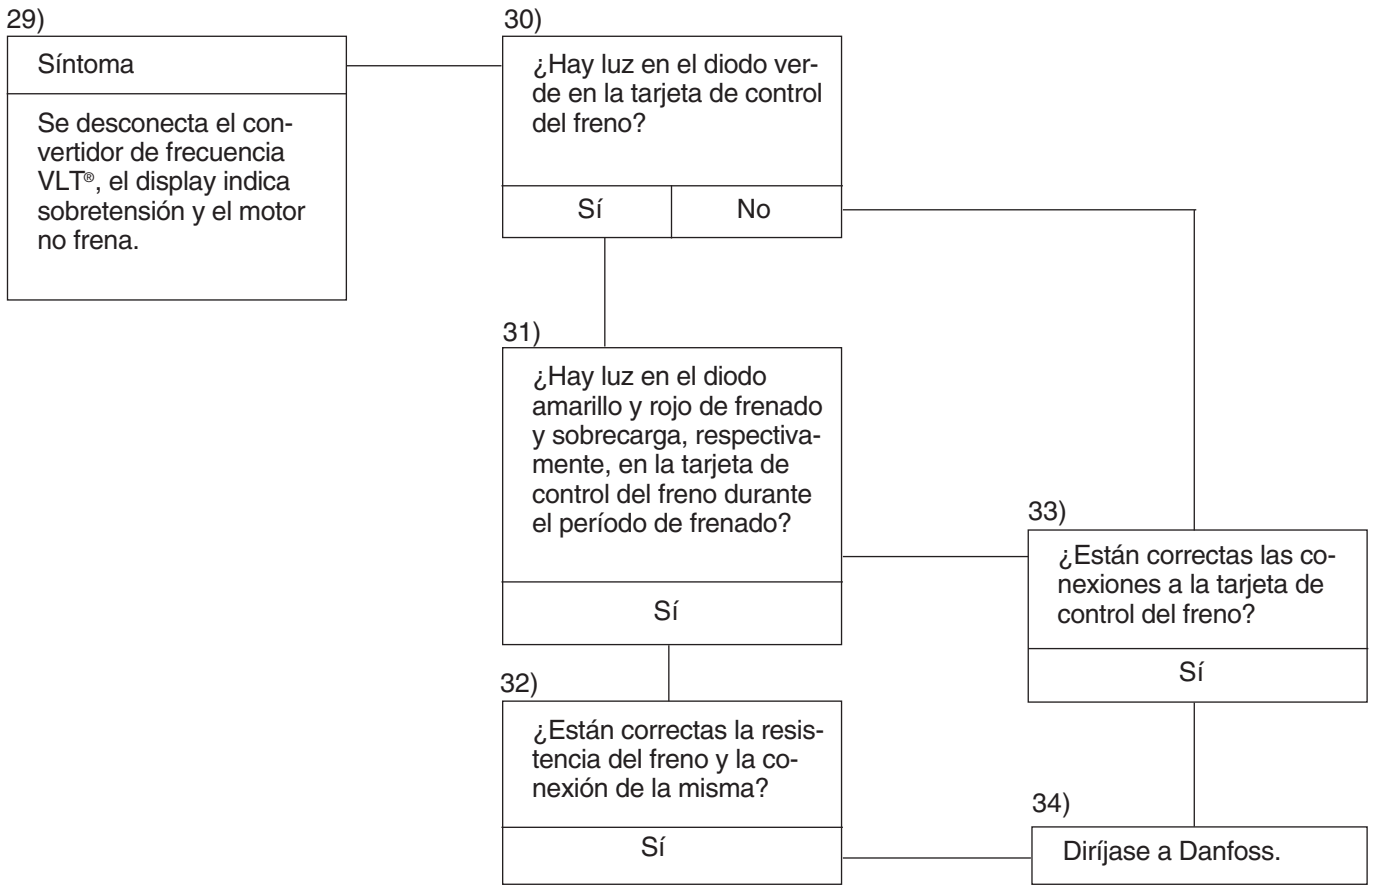 29)
Síntoma
Se desconecta el con-
vertidor de frecuencia
VLT®, el display indica
sobretensión y el motor
no frena.
30)
¿Hay luz en el diodo ver-
de en la tarjeta de control
del freno?
Sí
No
31)
¿Hay luz en el diodo
amarillo y rojo de frenado
y sobrecarga, respectiva-
mente, en la tarjeta de
control del freno durante
el período de frenado?
Sí
32)
¿Están correctas la resis-
tencia del freno y la co-
nexión de la misma?
Sí
33)
¿Están correctas las co-
nexiones a la tarjeta de
control del freno?
Sí
34)
Diríjase a Danfoss.